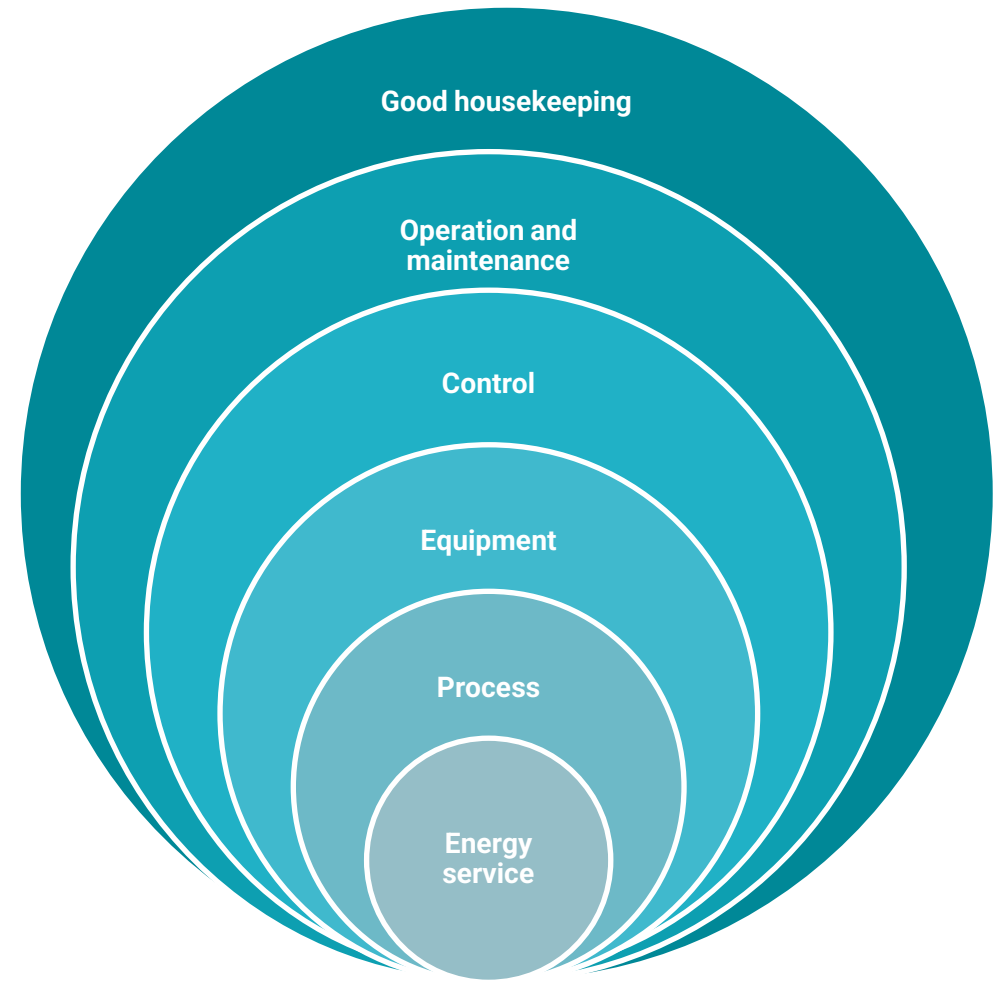 Good housekeeping
Operation and
maintenance
Control
Equipment
Process
Energy
service